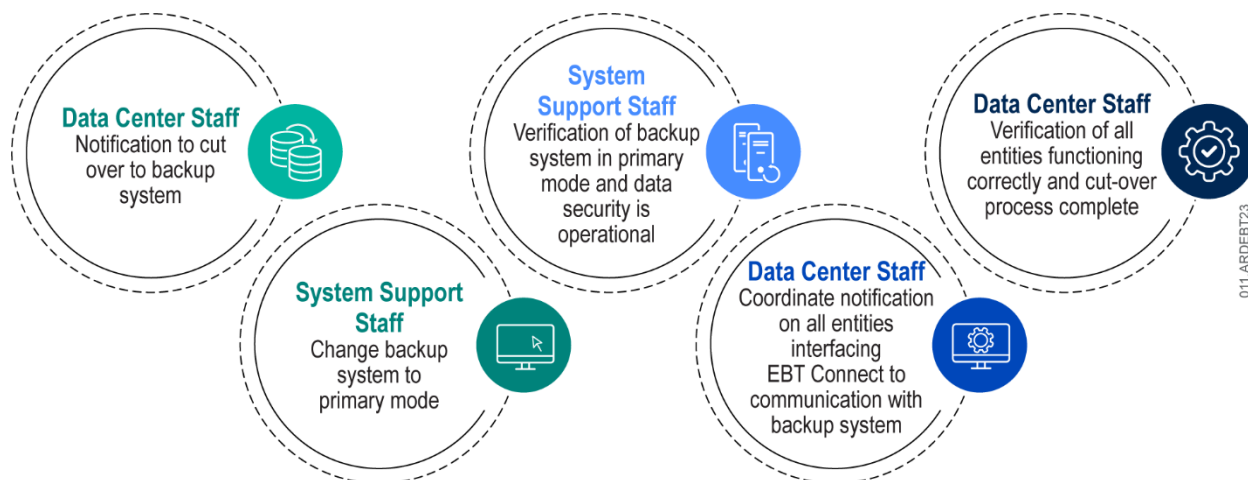 Data Center Staff
Notification to cut
over to backup
system
System Support
Staff
Change backup
system to
primary mode
System
Support Staff
Verification of backup
system in primary
mode and data
security is
operational
Data Center Staff
Coordinate notification
on all entities
interfacing
EBT Connect to
communication with
backup system
Data Center Staff
Verification of all
entities functioning
correctly and cut-over
process complete
011 ARDEBT23